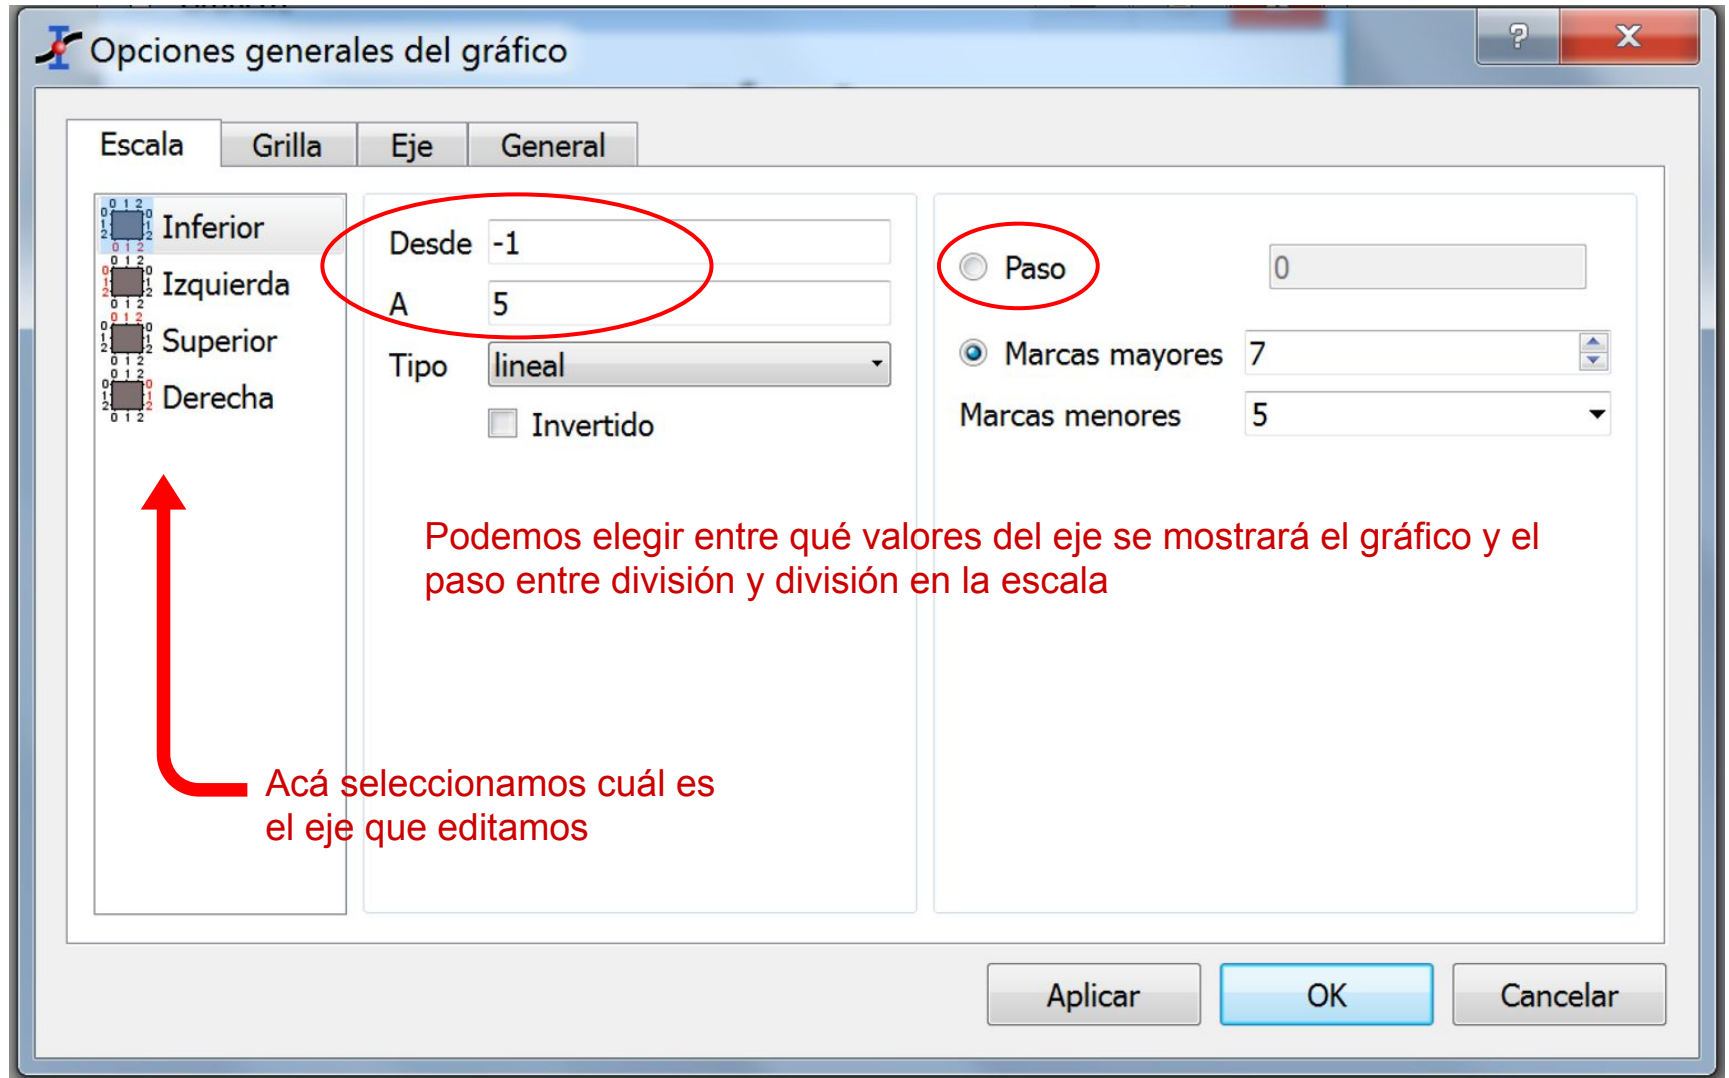 Opciones generales del gráfico
Escala
Grilla
Eje
General
Inferior
Izquierda
Superior
Derecha
Desde -1
A 5
Tipo lineal
Invertido
Paso 0
Marcas mayores 7
Marcas menores 5
Podemos elegir entre qué valores del eje se mostrará el gráfico y el
paso entre división y división en la escala
Acá seleccionamos cuál es
el eje que editamos
Aplicar
OK
Cancelar